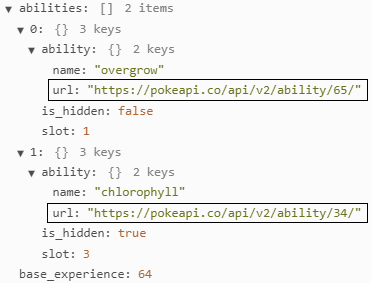 ▼ abilities: [] 2 items
▼ 0: {} 3 keys
▼ ability: {} 2 keys
name: "overgrow"
url: "https://pokeapi.co/api/v2/ability/65/"
is_hidden: false
slot: 1
▼ 1: {} 3 keys
▼ ability: {} 2 keys
name: "chlorophyll"
url: "https://pokeapi.co/api/v2/ability/34/"
is_hidden: true
slot: 3
base_experience: 64